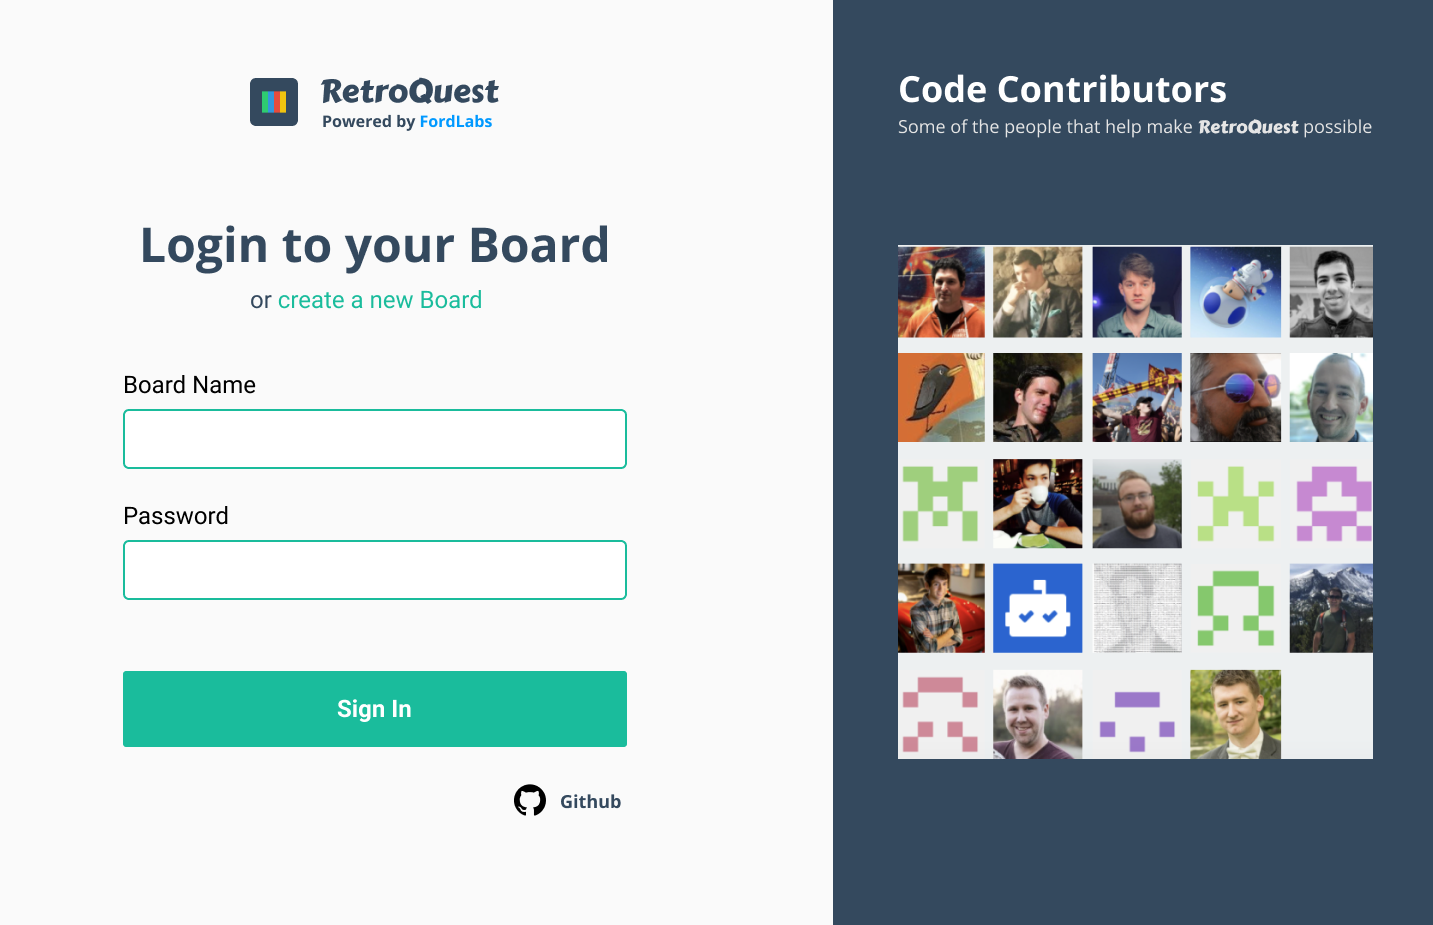 RetroQuest
Powered by FordLabs
Login to your Board
or create a new Board
Board Name
Password
Sign In
Github
Code Contributors
Some of the people that help make RetroQuest possible